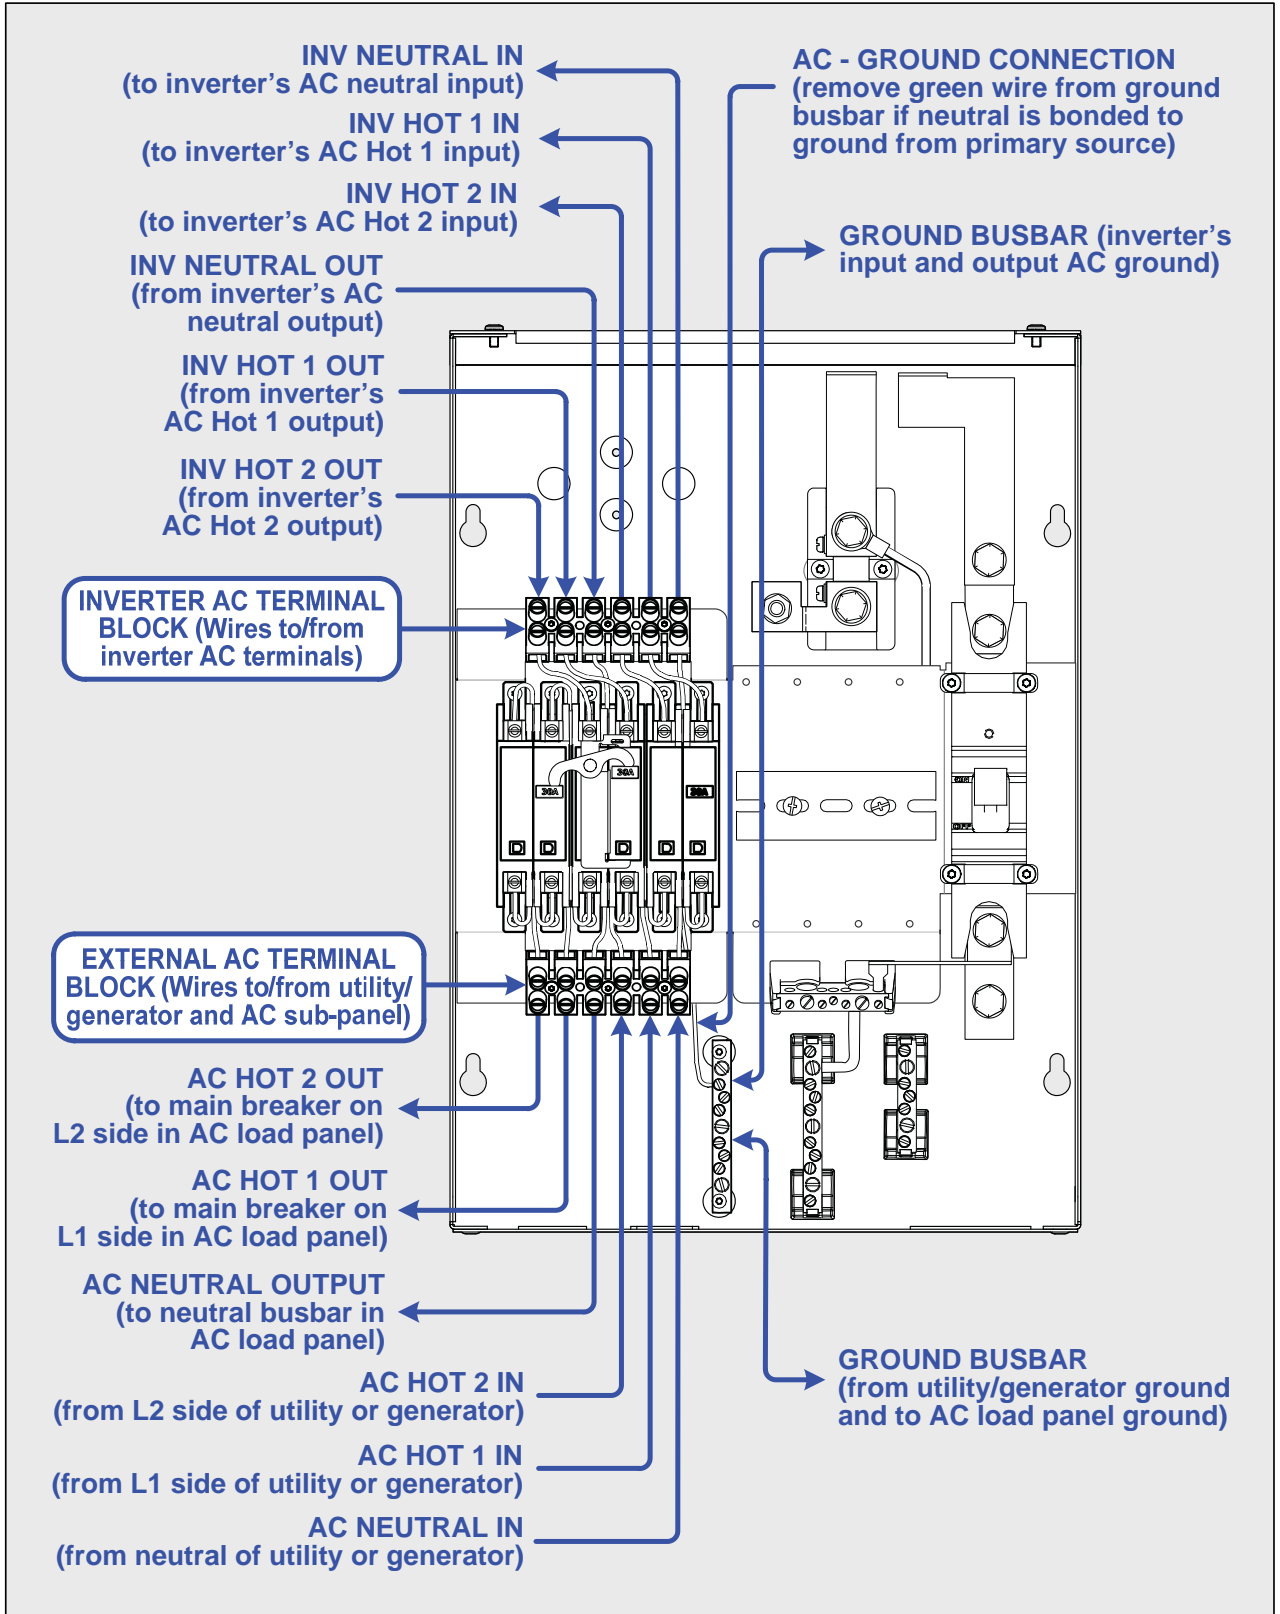 INV NEUTRAL IN
(to inverter's AC neutral input)
INV HOT 1 IN
(to inverter's AC Hot 1 input)
INV HOT 2 IN
(to inverter's AC Hot 2 input)
INV NEUTRAL OUT
(from inverter's AC
neutral output)
INV HOT 1 OUT
(from inverter's
AC Hot 1 output)
INV HOT 2 OUT
(from inverter's
AC Hot 2 output)
INVERTER AC TERMINAL
BLOCK (Wires to/from
inverter AC terminals)
AC - GROUND CONNECTION
(remove green wire from ground
busbar if neutral is bonded to
ground from primary source)
GROUND BUSBAR (inverter's
input and output AC ground)
30A
30A
30A
ON
OFF
EXTERNAL AC TERMINAL
BLOCK (Wires to/from utility/
generator and AC sub-panel)
AC HOT 2 OUT
(to main breaker on
L2 side in AC load panel)
AC HOT 1 OUT
(to main breaker on
L1 side in AC load panel)
AC NEUTRAL OUTPUT
(to neutral busbar in
AC load panel)
AC HOT 2 IN
(from L2 side of utility or generator)
AC HOT 1 IN
(from L1 side of utility or generator)
AC NEUTRAL IN
(from neutral of utility or generator)
GROUND BUSBAR
(from utility/generator ground
and to AC load panel ground)